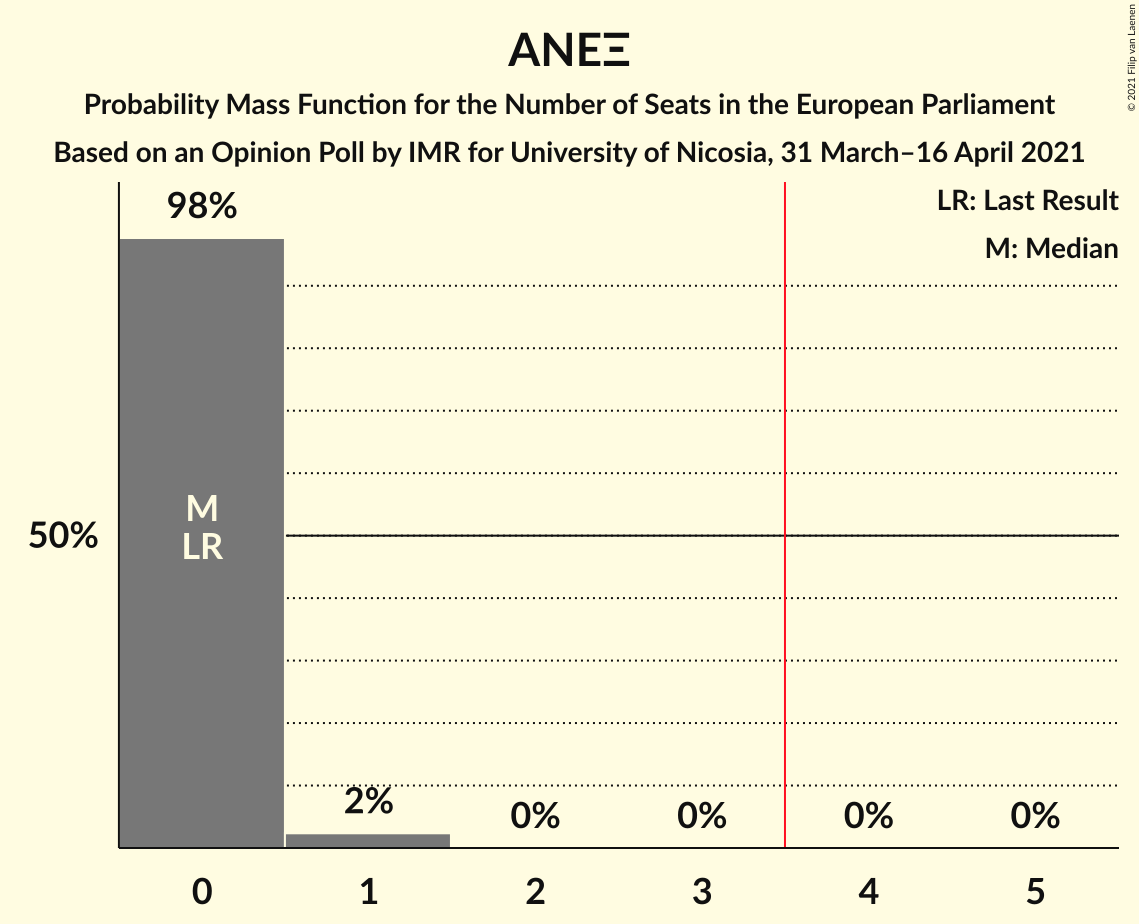 ΑΝΕΞ
Probability Mass Function for the Number of Seats in the European Parliament
Based on an Opinion Poll by IMR for University of Nicosia, 31 March–16 April 2021
© 2021 Filip van Laenen
LR: Last Result
M: Median
98%
M
LR
50%
2%
0%
0%
0%
0%
0
1
2
3
4
5